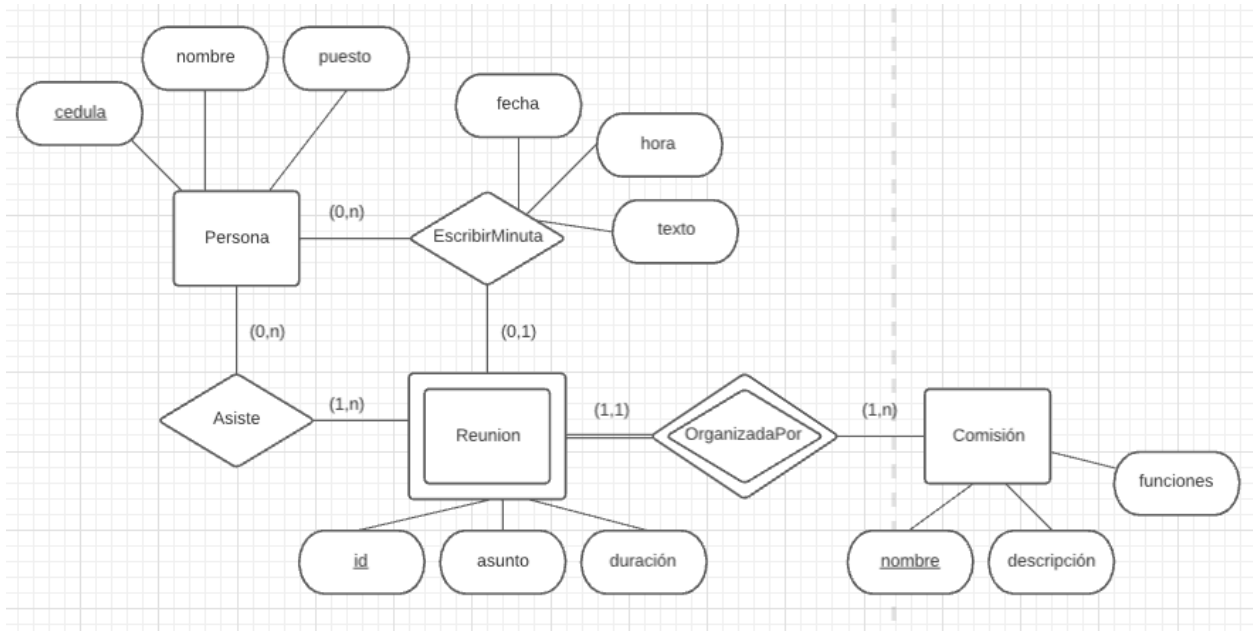 nombre
puesto
cedula
fecha
hora
texto
Persona
(0,n)
EscribirMinuta
(0,n)
(0,1)
Asiste
(1,n)
Reunion
(1,1)
OrganizadaPor
(1,n)
Comisión
funciones
id
asunto
duración
nombre
descripción